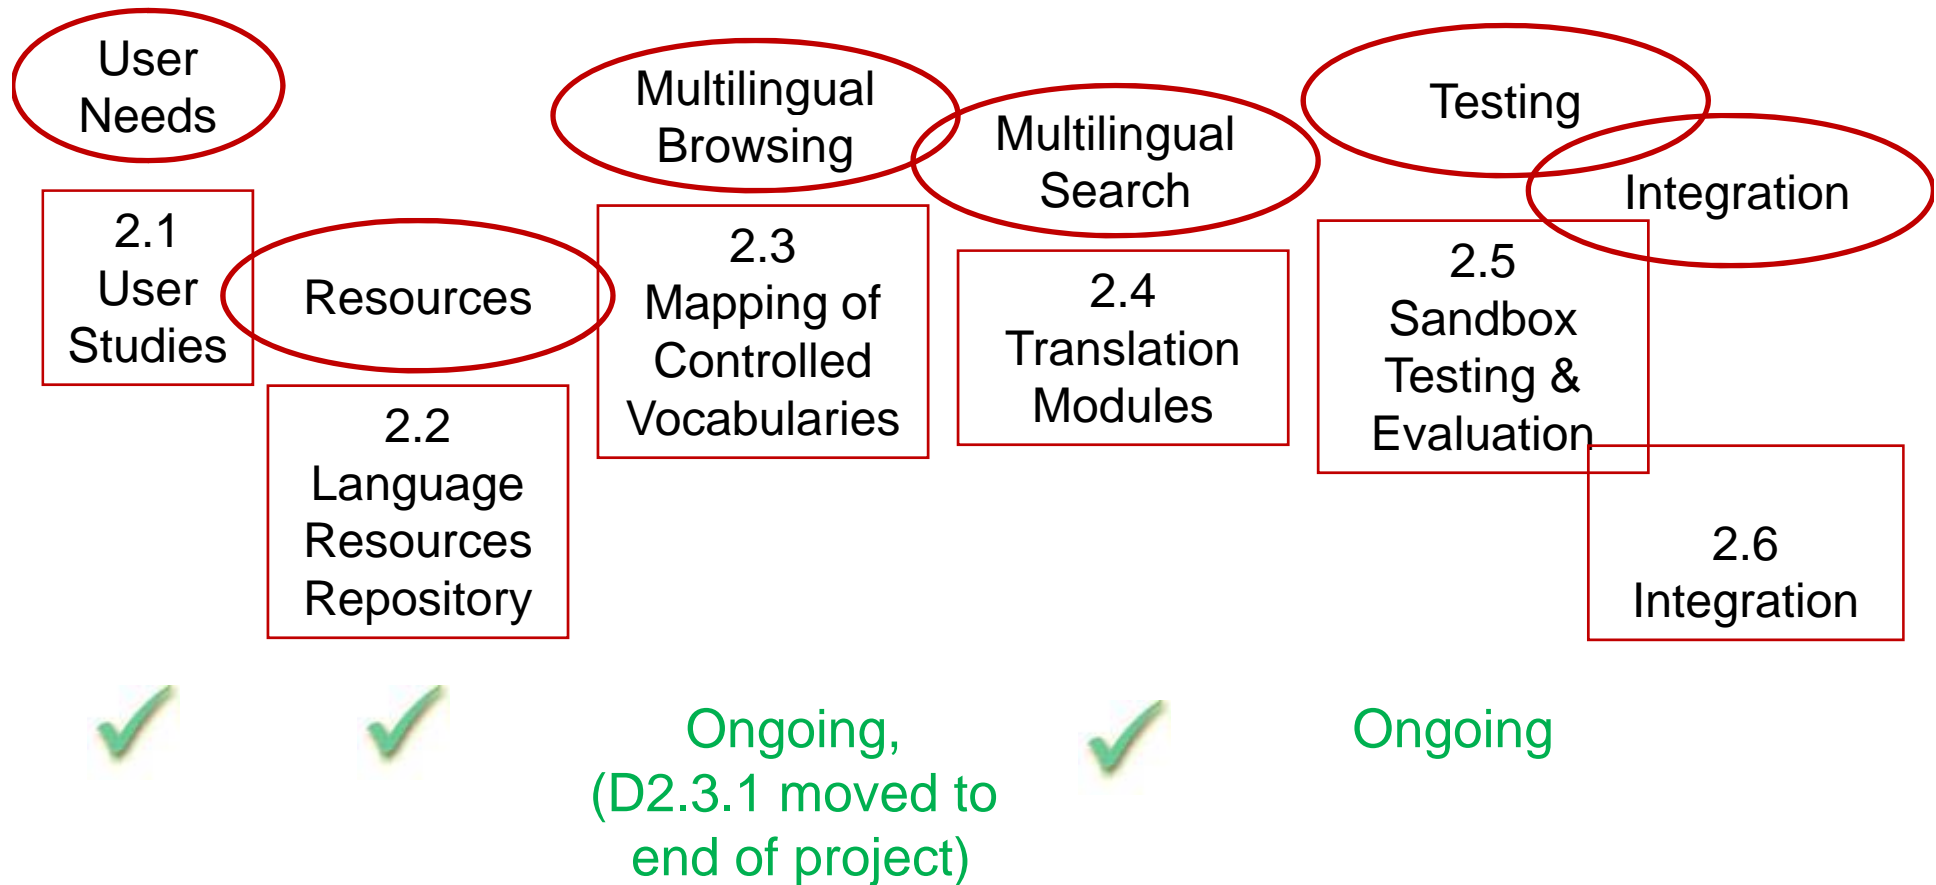 User
Needs
Multilingual
Browsing
Multilingual
Search
Testing
Integration
2.1
User
Studies
Resources
2.2
Language
Resources
Repository
2.3
Mapping of
Controlled
Vocabularies
2.4
Translation
Modules
2.5
Sandbox
Testing &
Evaluation
2.6
Integration
Ongoing,
(D2.3.1 moved to
end of project)
Ongoing